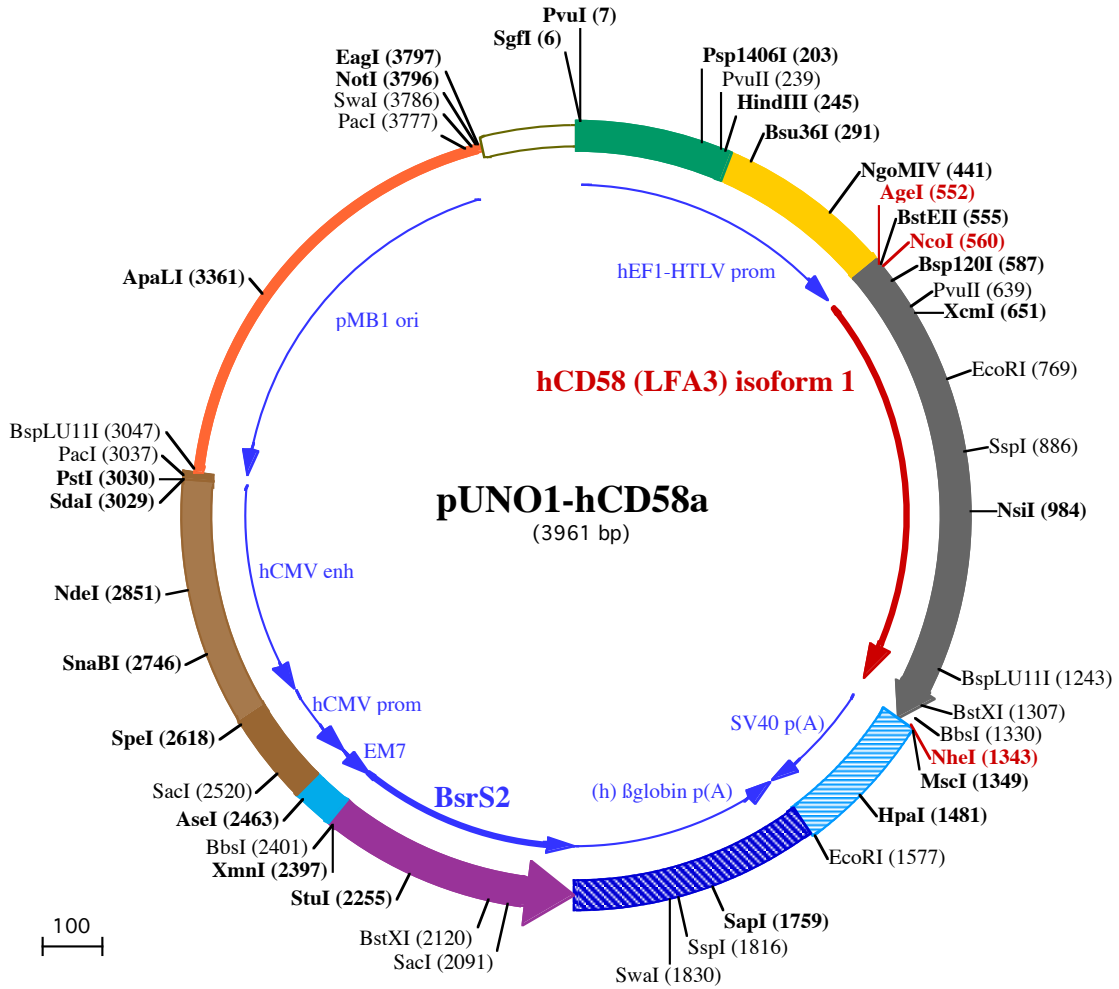 PvuI (7)
SgfI (6)
EagI (3797)
NotI (3796)
SwaI (3786)
PacI (3777)
Psp1406I (203)
PvuII (239)
HindIII (245)
Bsu36I (291)
NgoMIV (441)
AgeI (552)
BstEII (555)
NcoI (560)
Bsp120I (587)
PvuII (639)
XcmI (651)
EcoRI (769)
SspI (886)
NsiI (984)
BspLU11I (1243)
BstXI (1307)
BbsI (1330)
NheI (1343)
MscI (1349)
HpaI (1481)
EcoRI (1577)
SapI (1759)
SspI (1816)
SwaI (1830)
SacI (2091)
BstXI (2120)
StuI (2255)
XmnI (2397)
BbsI (2401)
AseI (2463)
SacI (2520)
SpeI (2618)
SnaBI (2746)
NdeI (2851)
SdaI (3029)
PstI (3030)
PacI (3037)
BspLU11I (3047)
ApaLI (3361)
hEF1-HTLV prom
pMB1 ori
hCD58 (LFA3) isoform 1
pUNO1-hCD58a
(3961 bp)
hCMV enh
hCMV prom
EM7
BsrS2
SV40 p(A)
(h) ßglobin p(A)
100